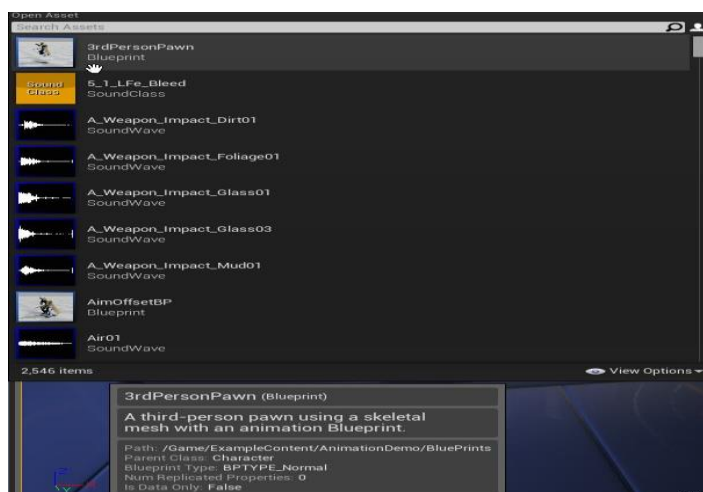 Open Asset
Search Assets
3rdPersonPawn
Blueprint
Sound
Class
5_1_LFe_Bleed
SoundClass
A_Weapon_Impact_Dirt01
SoundWave
A_Weapon_Impact_Foliage01
SoundWave
A_Weapon_Impact_Glass01
SoundWave
A_Weapon_Impact_Glass03
SoundWave
A_Weapon_Impact_Mud01
SoundWave
AimOffsetBP
Blueprint
Air01
SoundWave
2,546 items
View Options
3rdPersonPawn (Blueprint)
A third-person pawn using a skeletal
mesh with an animation Blueprint.
Path: /Game/ExampleContent/AnimationDemo/BluePrints
Parent Class: Character
Blueprint Type: BPTYPE_Normal
Num Replicated Properties: 0
Is Data Only: False